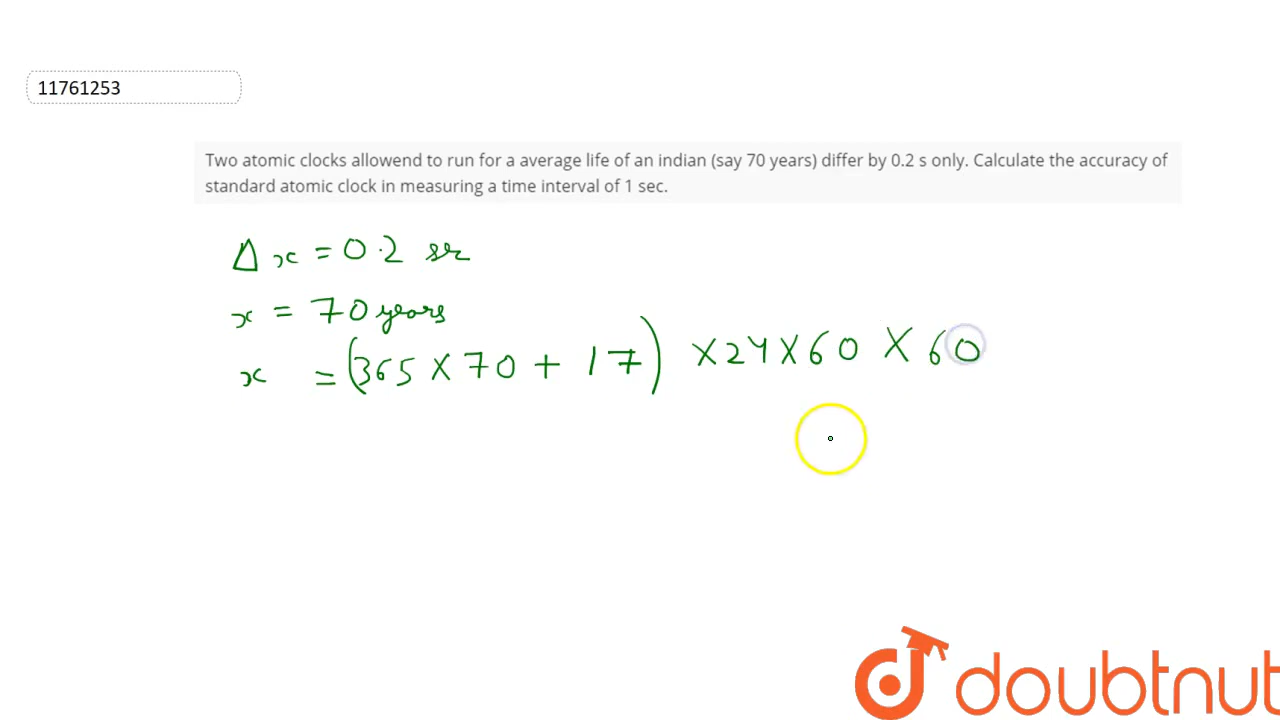 11761253
Two atomic clocks allowend to run for a average life of an indian (say 70 years) differ by 0.2 s only. Calculate the accuracy of
standard atomic clock in measuring a time interval of 1 sec.
Δx = 0.2 sec
x = 70 years
x = (365 × 70 + 17) × 24 × 60 × 60
doubtnut